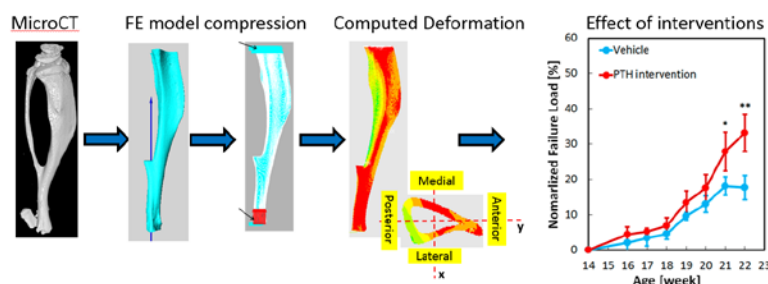 MicroCT
FE model compression
Computed Deformation
Effect of interventions
Medial
Posterior
Anterior
y
Lateral
x
Vehicle
PTH intervention
Nomarlized Failure Load [%]
60
50
40
30
20
10
0
*
**
14 15 16 17 18 19 20 21 22 23
Age [week]